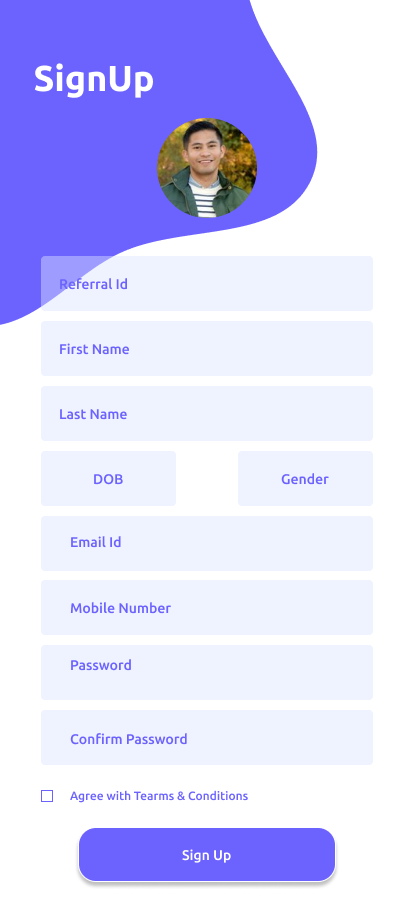 SignUp
Referral Id
First Name
Last Name
DOB
Gender
Email Id
Mobile Number
Password
Confirm Password
Agree with Tearms & Conditions
Sign Up